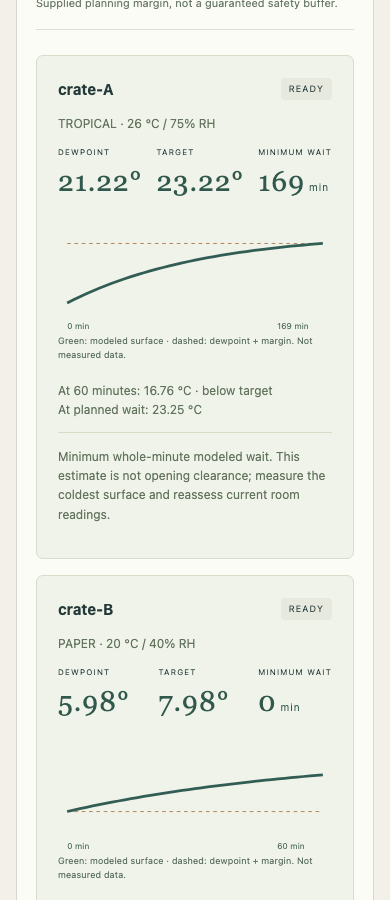 Supplied planning margin, not a guaranteed safety buffer.
crate-A
READY
TROPICAL · 26 °C / 75% RH
DEWPOINT TARGET MINIMUM WAIT
21.22° 23.22° 169 min
0 min 169 min
Green: modeled surface · dashed: dewpoint + margin. Not
measured data.
At 60 minutes: 16.76 °C · below target
At planned wait: 23.25 °C
Minimum whole-minute modeled wait. This
estimate is not opening clearance; measure the
coldest surface and reassess current room
readings.
crate-B
READY
PAPER · 20 °C / 40% RH
DEWPOINT TARGET MINIMUM WAIT
5.98° 7.98° 0 min
0 min 60 min
Green: modeled surface · dashed: dewpoint + margin. Not
measured data.